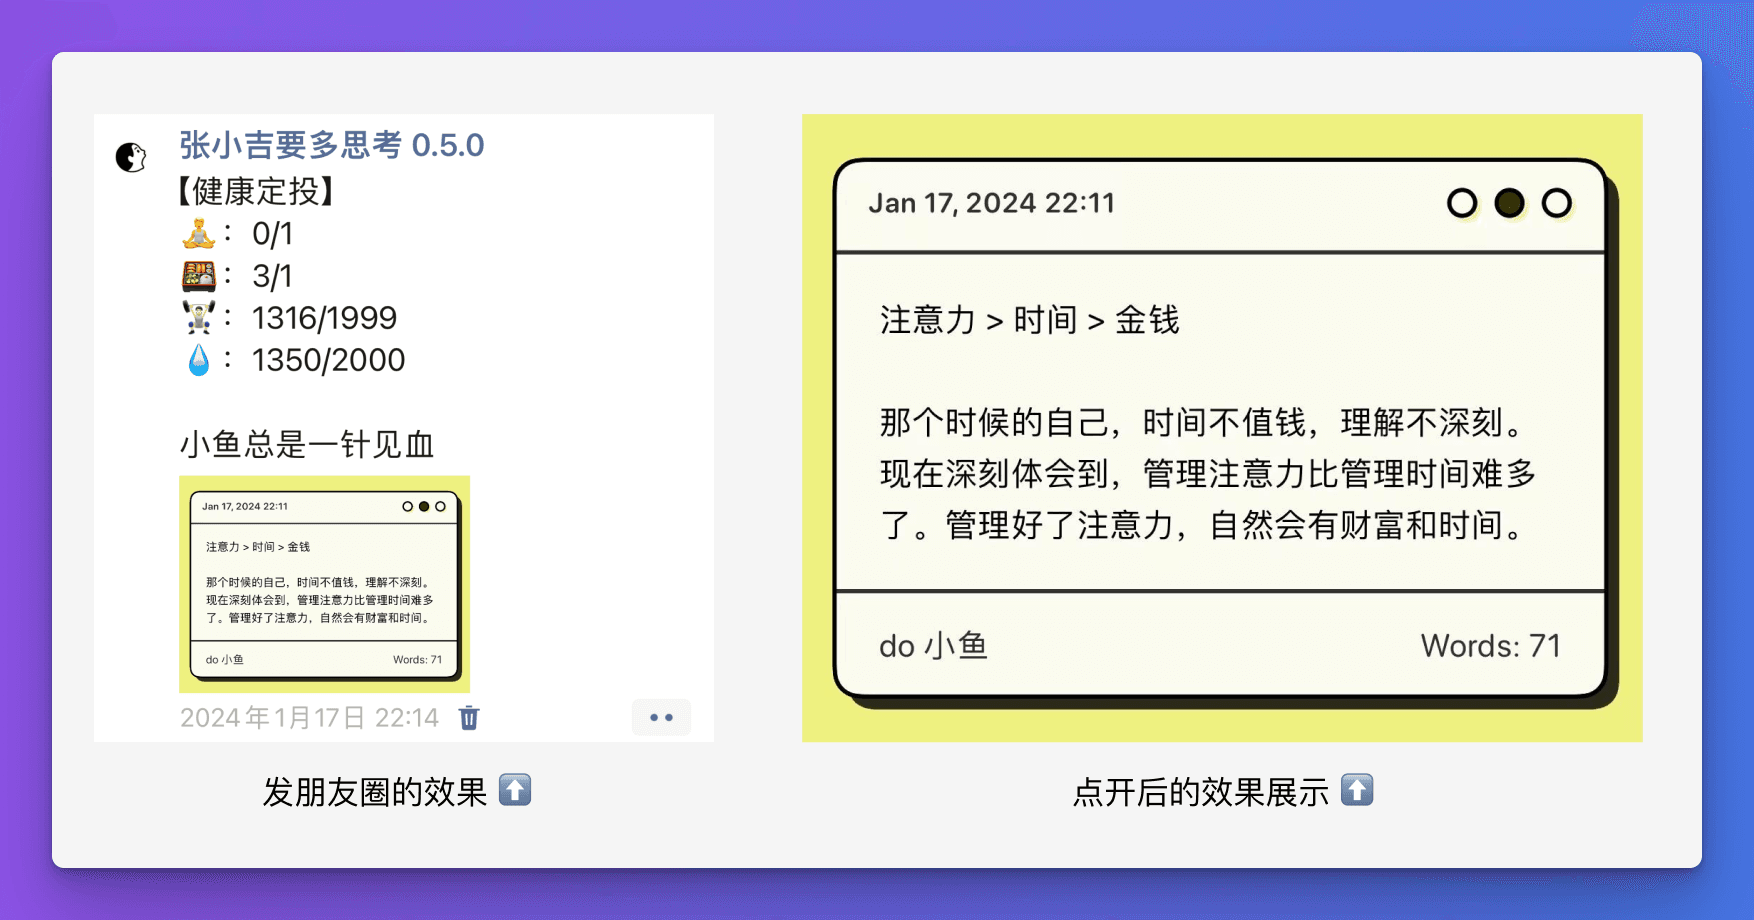 张小吉要多思考 0.5.0
【健康定投】
🧘： 0/1
🍱： 3/1
🏋️： 1316/1999
💧： 1350/2000
小鱼总是一针见血
Jan 17, 2024 22:11
注意力 > 时间 > 金钱
那个时候的自己，时间不值钱，理解不深刻。
现在深刻体会到，管理注意力比管理时间难多
了。管理好了注意力，自然会有财富和时间。
do 小鱼
Words: 71
2024年1月17日 22:14
发朋友圈的效果 ⬆️
Jan 17, 2024 22:11
注意力 > 时间 > 金钱
那个时候的自己，时间不值钱，理解不深刻。
现在深刻体会到，管理注意力比管理时间难多
了。管理好了注意力，自然会有财富和时间。
do 小鱼
Words: 71
点开后的效果展示 ⬆️